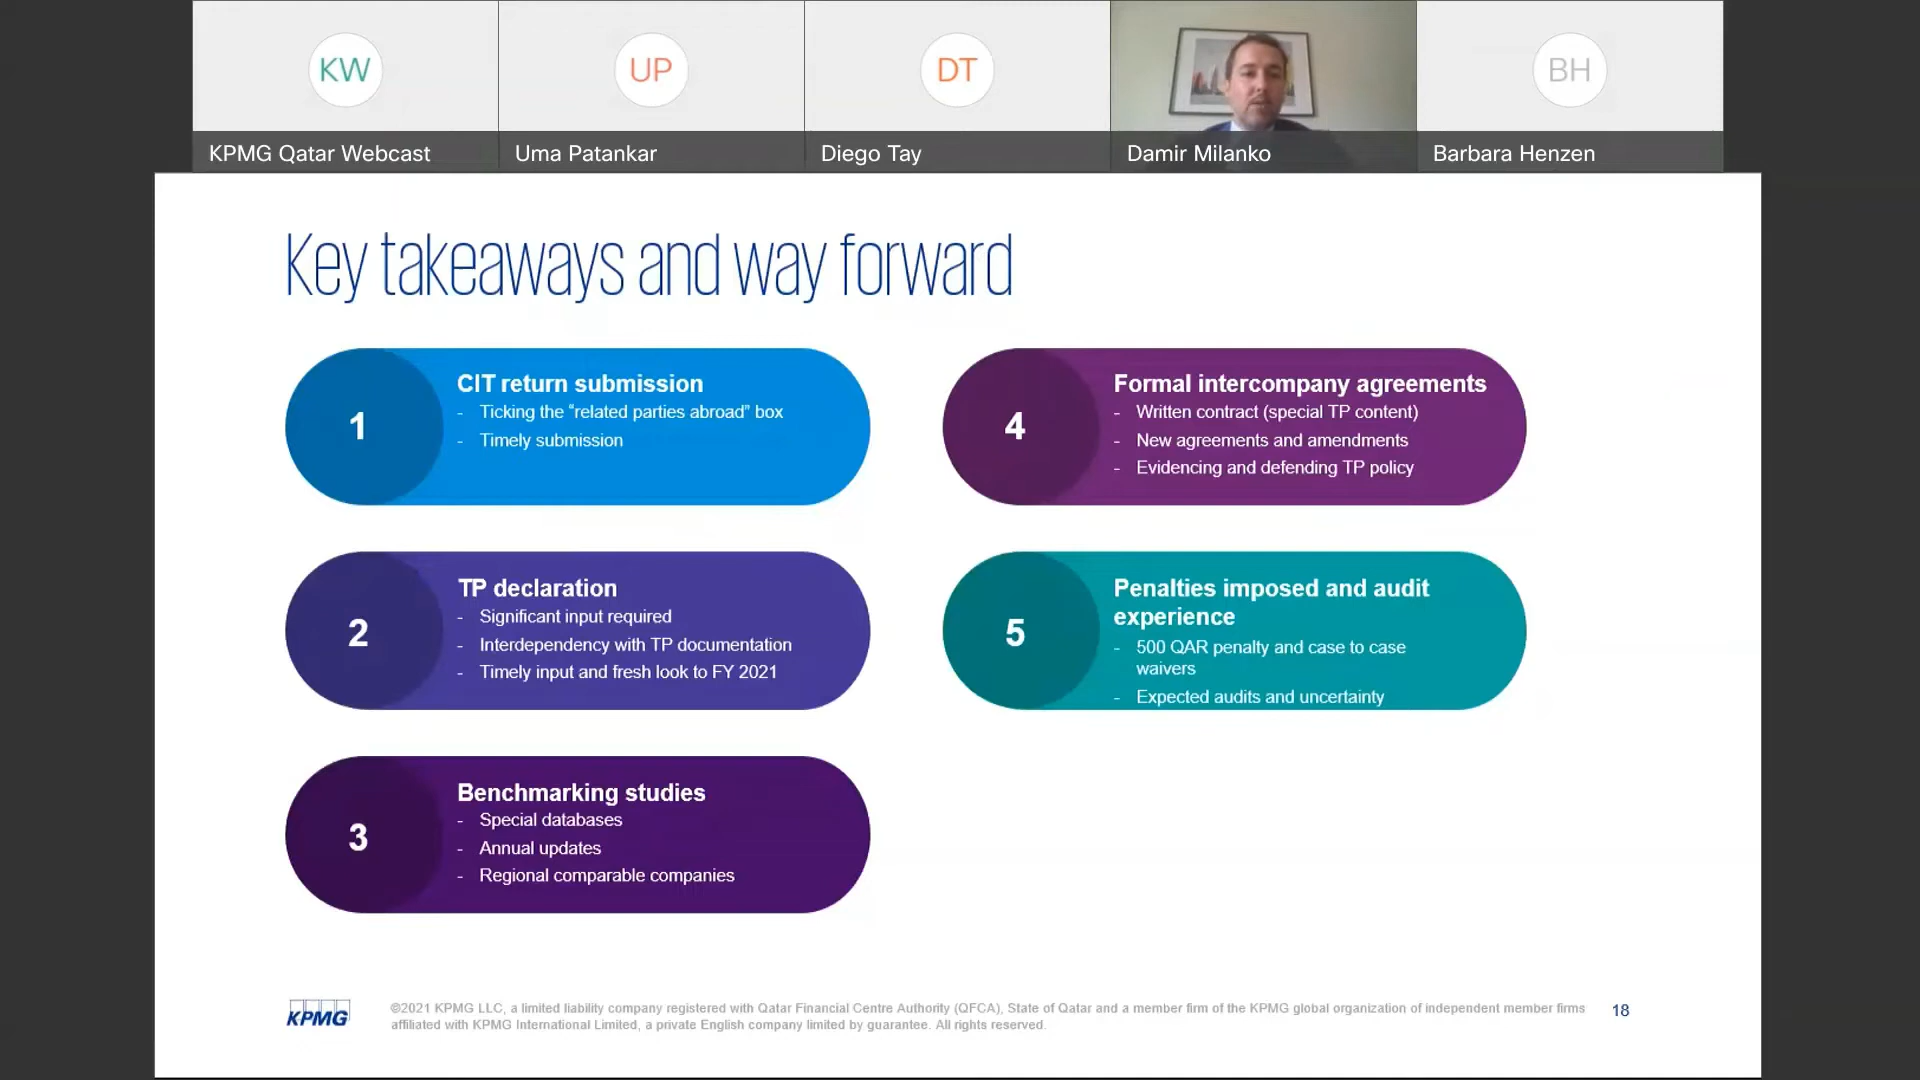 KW
UP
DT
BH
KPMG Qatar Webcast
Uma Patankar
Diego Tay
Damir Milanko
Barbara Henzen
Key takeaways and way forward
1
CIT return submission
- Ticking the “related parties abroad” box
- Timely submission
2
TP declaration
- Significant input required
- Interdependency with TP documentation
- Timely input and fresh look to FY 2021
3
Benchmarking studies
- Special databases
- Annual updates
- Regional comparable companies
4
Formal intercompany agreements
- Written contract (special TP content)
- New agreements and amendments
- Evidencing and defending TP policy
5
Penalties imposed and audit
experience
- 500 QAR penalty and case to case
waivers
- Expected audits and uncertainty
KPMG
©2021 KPMG LLC, a limited liability company registered with Qatar Financial Centre Authority (QFCA), State of Qatar and a member firm of the KPMG global organization of independent member firms
affiliated with KPMG International Limited, a private English company limited by guarantee. All rights reserved.
18